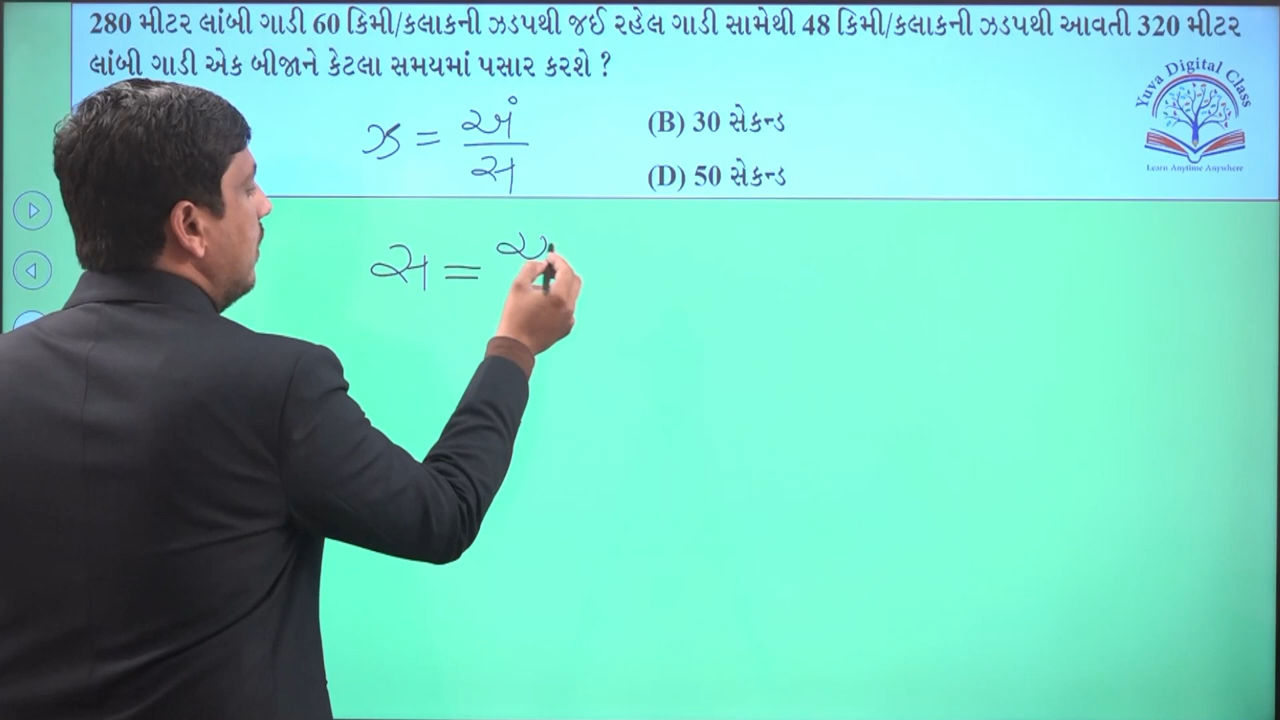 280 મીટર લાંબી ગાડી 60 કિમી/કલાકની ઝડપથી જઈ રહેલ ગાડી સામેથી 48 કિમી/કલાકની ઝડપથી આવતી 320 મીટર
લાંબી ગાડી એક બીજાને કેટલા સમયમાં પસાર કરશે ?
Yuva Digital Class
Learn Anytime Anywhere
ઝ = અં
સ
(B) 30 સેકન્ડ
(D) 50 સેકન્ડ
સ =